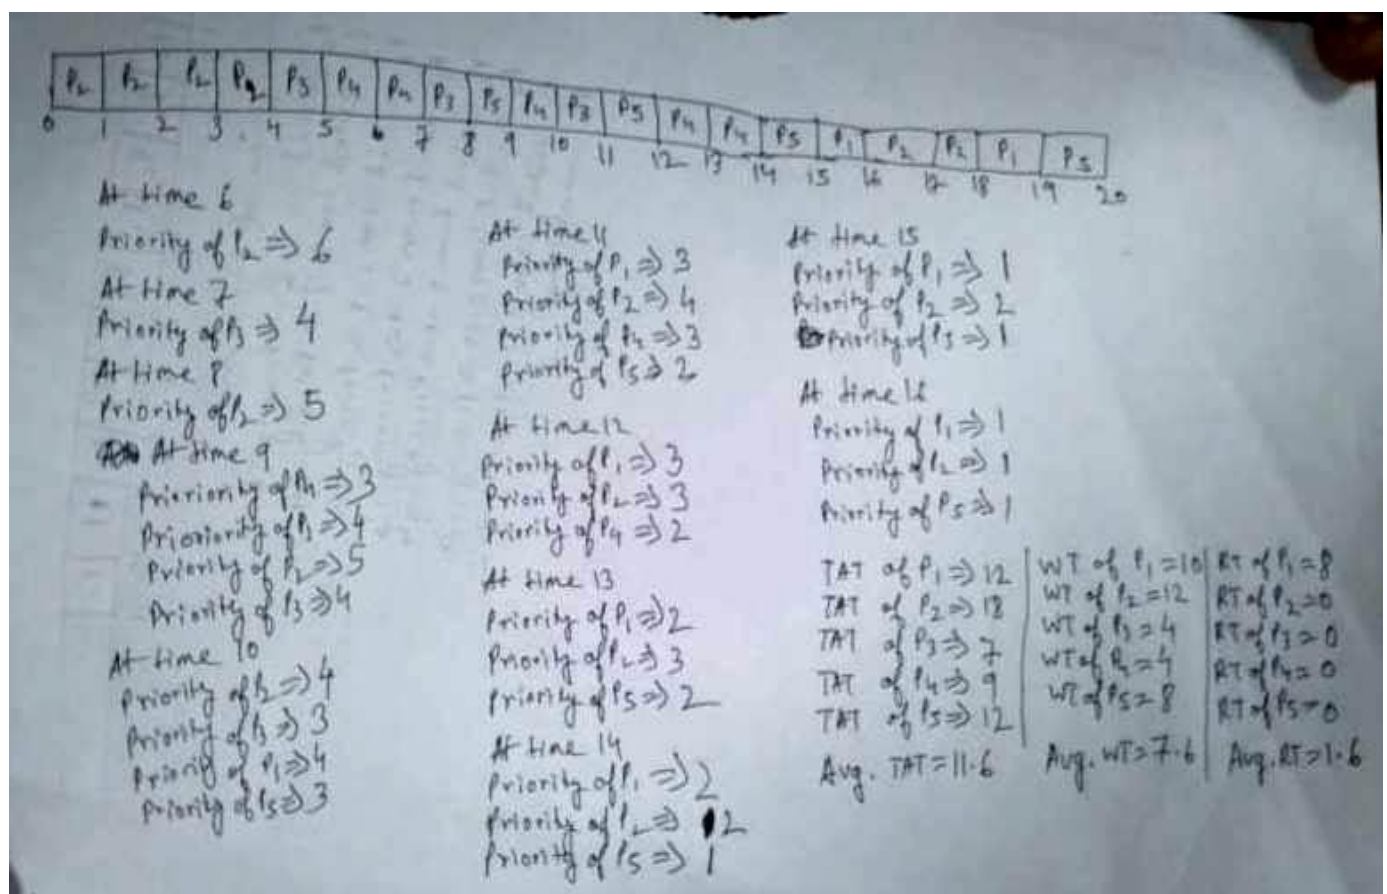 P2 P2 P2 P2 P3 P4 P4 P3 P5 P4 P3 P5 P4 P4 P5 P1 P2 P2 P1 P5
0 1 2 3 4 5 6 7 8 9 10 11 12 13 14 15 16 17 18 19 20
At time 6
Priority of P2 => 6
At time 7
Priority of P3 => 4
At time 8
Priority of P2 => 5
At time 9
Prioriority of P4 => 3
Prioriority of P1 => 4
Priority of P2 => 5
Priority of P3 => 4
At time 10
Priority of P2 => 4
Priority of P3 => 3
Priority of P1 => 4
Priority of P5 => 3
At time 11
Priority of P1 => 3
Priority of P2 => 4
Priority of P4 => 3
Priority of P5 => 2
At time 12
Priority of P1 => 3
Priority of P2 => 3
Priority of P4 => 2
At time 13
Priority of P1 => 2
Priority of P2 => 3
Priority of P5 => 2
At time 14
Priority of P1 => 2
Priority of P2 => 2
Priority of P5 => 1
At time 15
Priority of P1 => 1
Priority of P2 => 2
Priority of P5 => 1
At time 16
Priority of P1 => 1
Priority of P2 => 1
Priority of P5 => 1
TAT of P1 => 12
TAT of P2 => 18
TAT of P3 => 7
TAT of P4 => 9
TAT of P5 => 12
Avg. TAT = 11.6
WT of P1 = 10
WT of P2 = 12
WT of P3 = 4
WT of P4 = 4
WT of P5 = 8
Avg. WT = 7.6
RT of P1 = 8
RT of P2 = 0
RT of P3 = 0
RT of P4 = 0
RT of P5 = 0
Avg. RT = 1.6